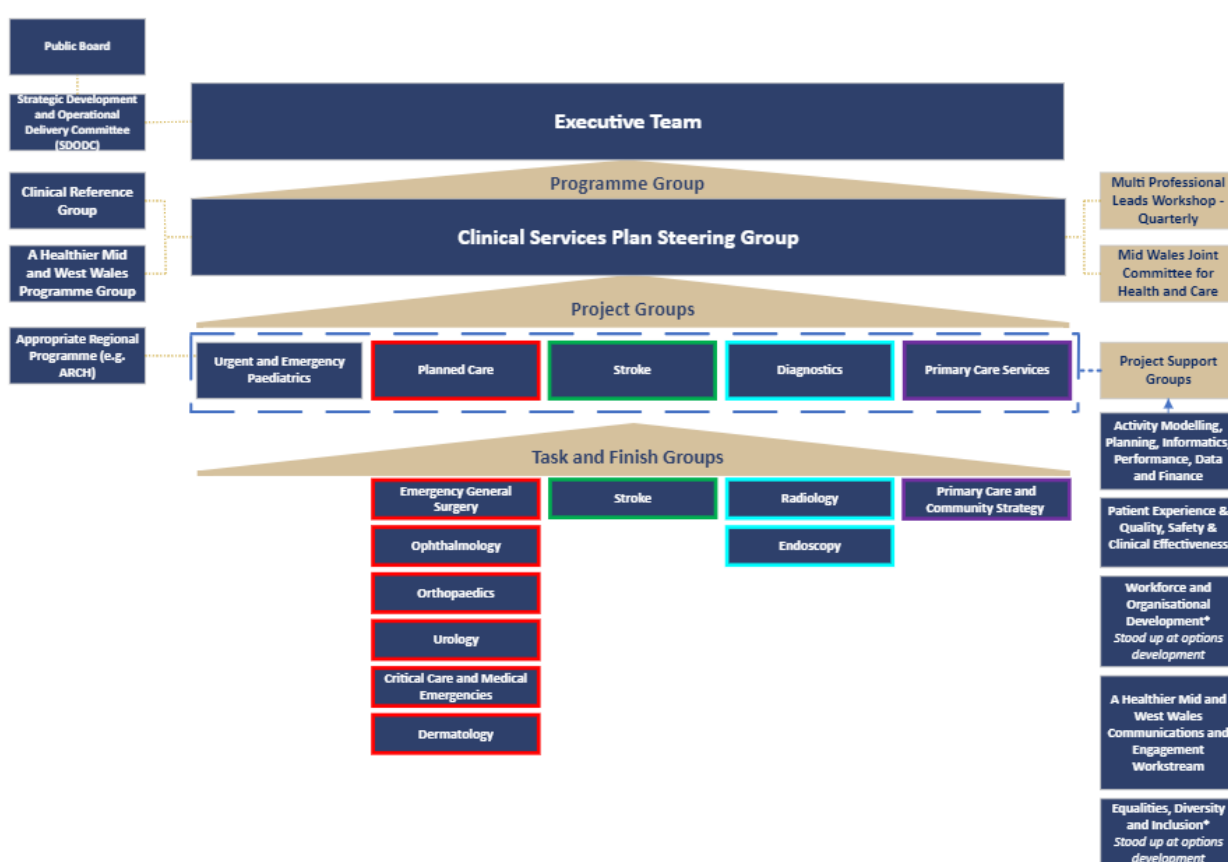 Public Board
Strategic Development
and Operational
Delivery Committee
(SDODC)
Executive Team
Programme Group
Clinical Reference
Group
A Healthier Mid
and West Wales
Programme Group
Clinical Services Plan Steering Group
Multi Professional
Leads Workshop -
Quarterly
Mid Wales Joint
Committee for
Health and Care
Project Groups
Appropriate Regional
Programme (e.g.
ARCH)
Urgent and Emergency
Paediatrics
Planned Care
Stroke
Diagnostics
Primary Care Services
Project Support
Groups
Task and Finish Groups
Emergency General
Surgery
Ophthalmology
Orthopaedics
Urology
Critical Care and Medical
Emergencies
Dermatology
Stroke
Radiology
Endoscopy
Primary Care and
Community Strategy
Activity Modelling,
Planning, Informatics,
Performance, Data
and Finance
Patient Experience &
Quality, Safety &
Clinical Effectiveness
Workforce and
Organisational
Development*
Stood up at options
development
A Healthier Mid and
West Wales
Communications and
Engagement
Workstream
Equalities, Diversity
and Inclusion*
Stood up at options
development